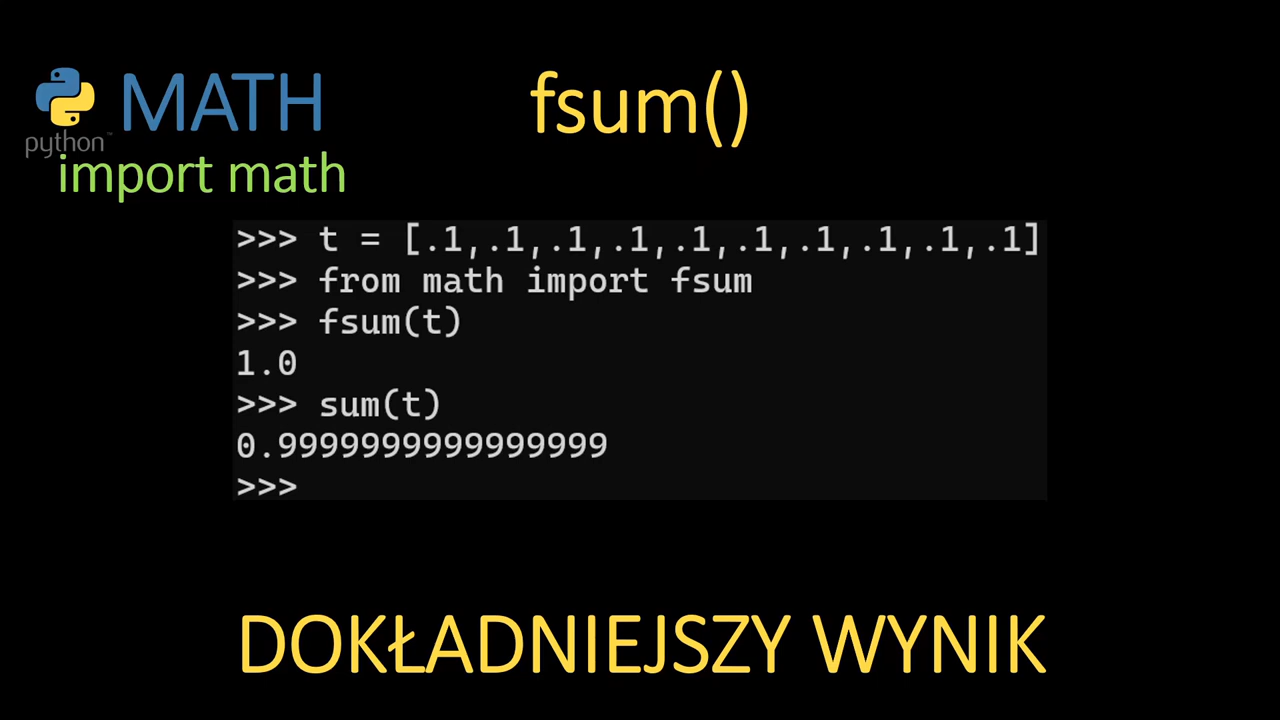 MATH
fsum()
python™
import math
>>> t = [.1,.1,.1,.1,.1,.1,.1,.1,.1,.1]
>>> from math import fsum
>>> fsum(t)
1.0
>>> sum(t)
0.9999999999999999
>>>
DOKŁADNIEJSZY WYNIK